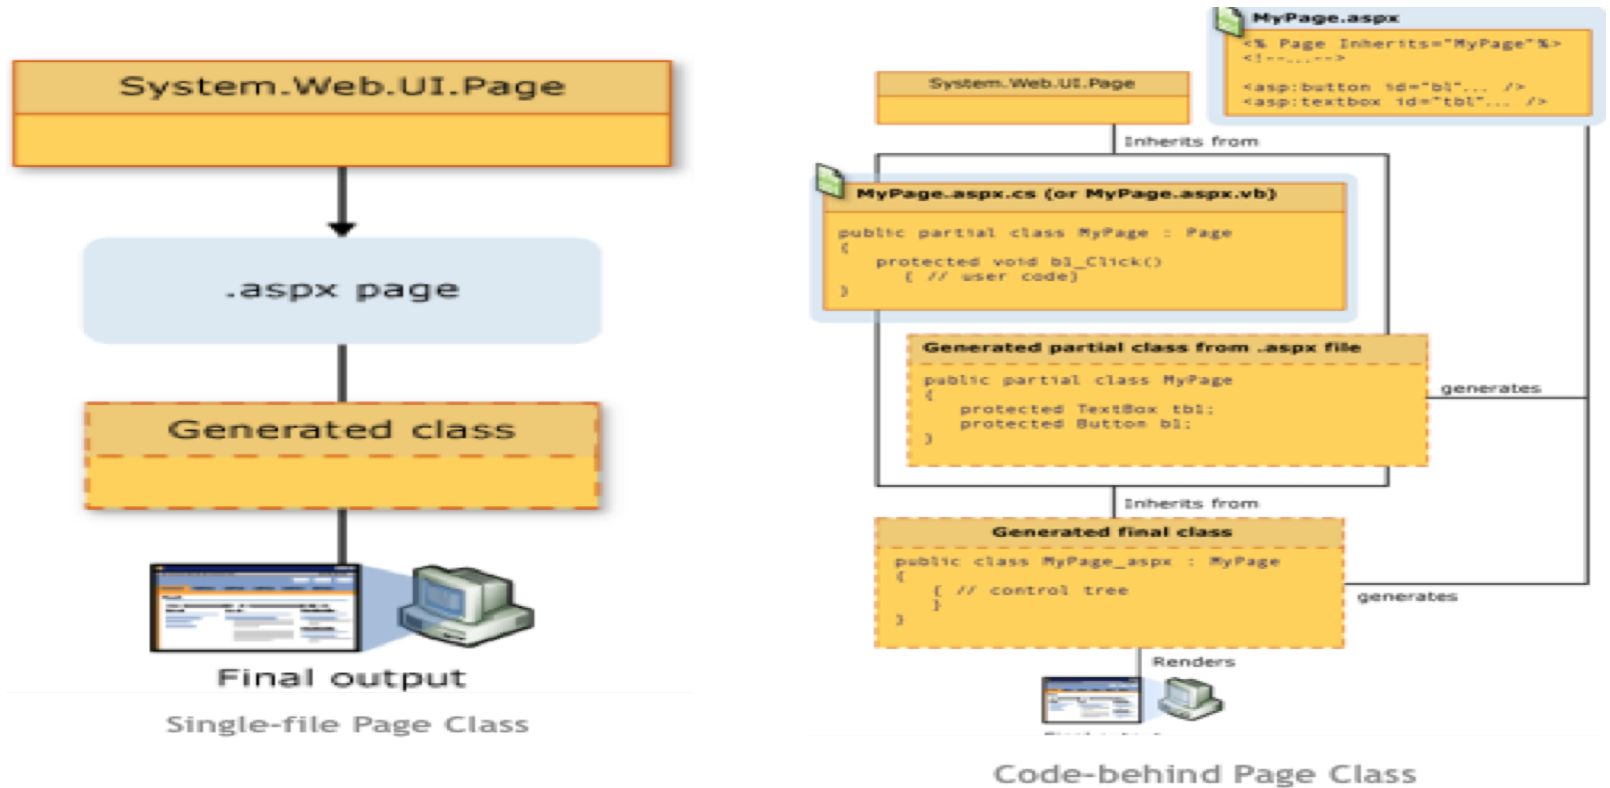 System.Web.UI.Page
.aspx page
Generated class
Final output
Single-file Page Class
MyPage.aspx
<% Page Inherits="MyPage"%>
<!--...-->
<asp:button id="b1"... />
<asp:textbox id="tb1"... />
System.Web.UI.Page
Inherits from
MyPage.aspx.cs (or MyPage.aspx.vb)
public partial class MyPage : Page
{
protected void b1_Click()
{ // user code}
}
Generated partial class from .aspx file
public partial class MyPage
{
protected TextBox tb1;
protected Button b1;
}
generates
Inherits from
Generated final class
public class MyPage_aspx : MyPage
{
{ // control tree
}
}
generates
Renders
Code-behind Page Class